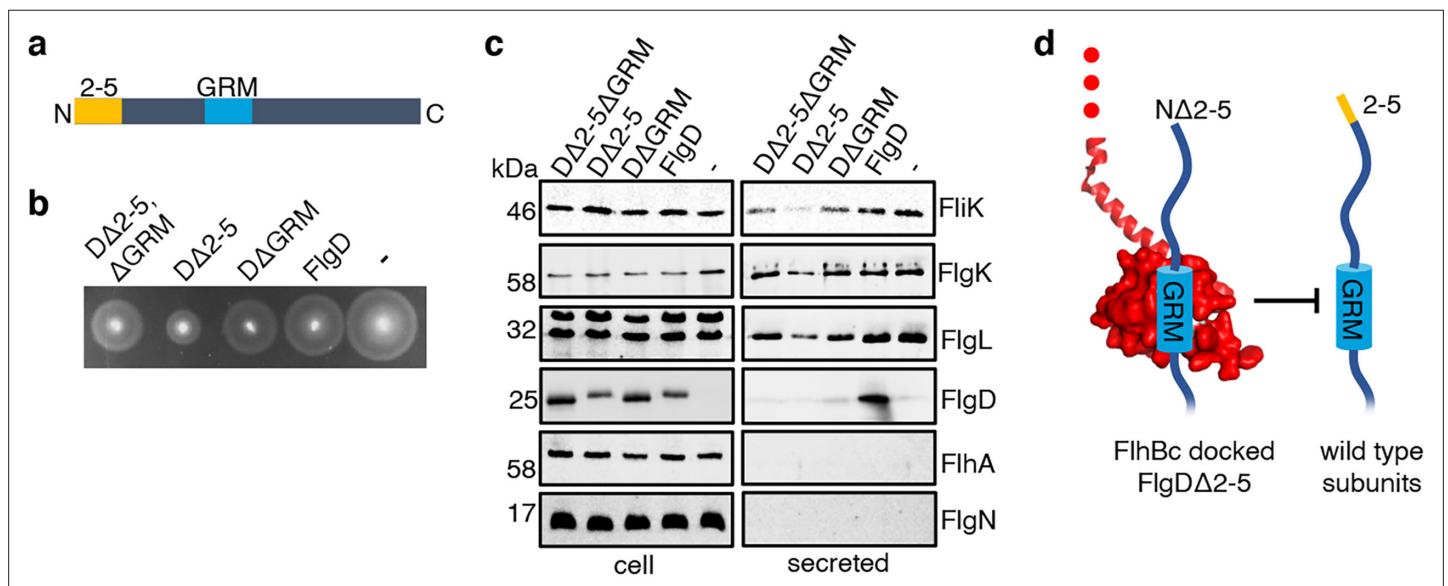 a
2-5
GRM
N
C
b
DΔ2-5,
ΔGRM
DΔ2-5
DΔGRM
FlgD
-
c
kDa
DΔ2-5ΔGRM
DΔ2-5
DΔGRM
FlgD
-
DΔ2-5ΔGRM
DΔ2-5
DΔGRM
FlgD
-
46
FliK
58
FlgK
32
FlgL
25
FlgD
58
FlhA
17
FlgN
cell
secreted
d
NΔ2-5
2-5
GRM
GRM
FlhBc docked
FlgDΔ2-5
wild type
subunits